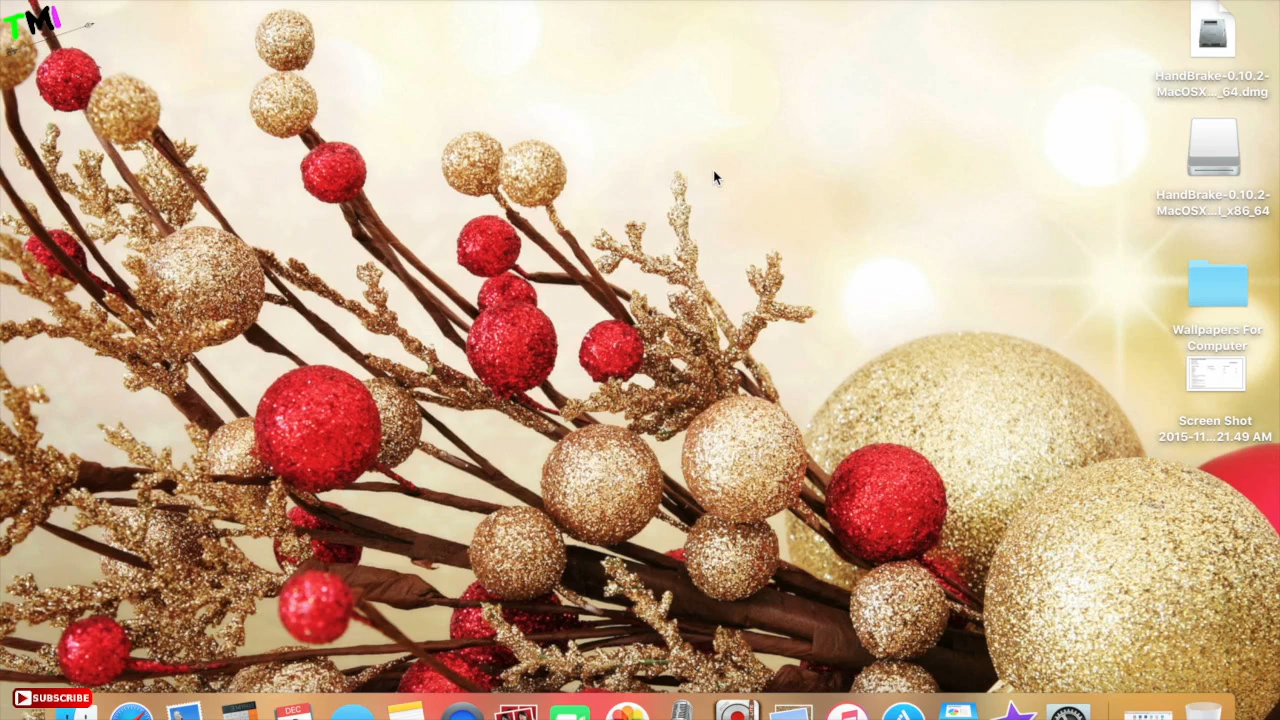 TMI
HandBrake-0.10.2-
MacOSX..._64.dmg
HandBrake-0.10.2-
MacOSX...l_x86_64
Wallpapers For
Computer
Screen Shot
2015-11...21.49 AM
SUBSCRIBE
DEC